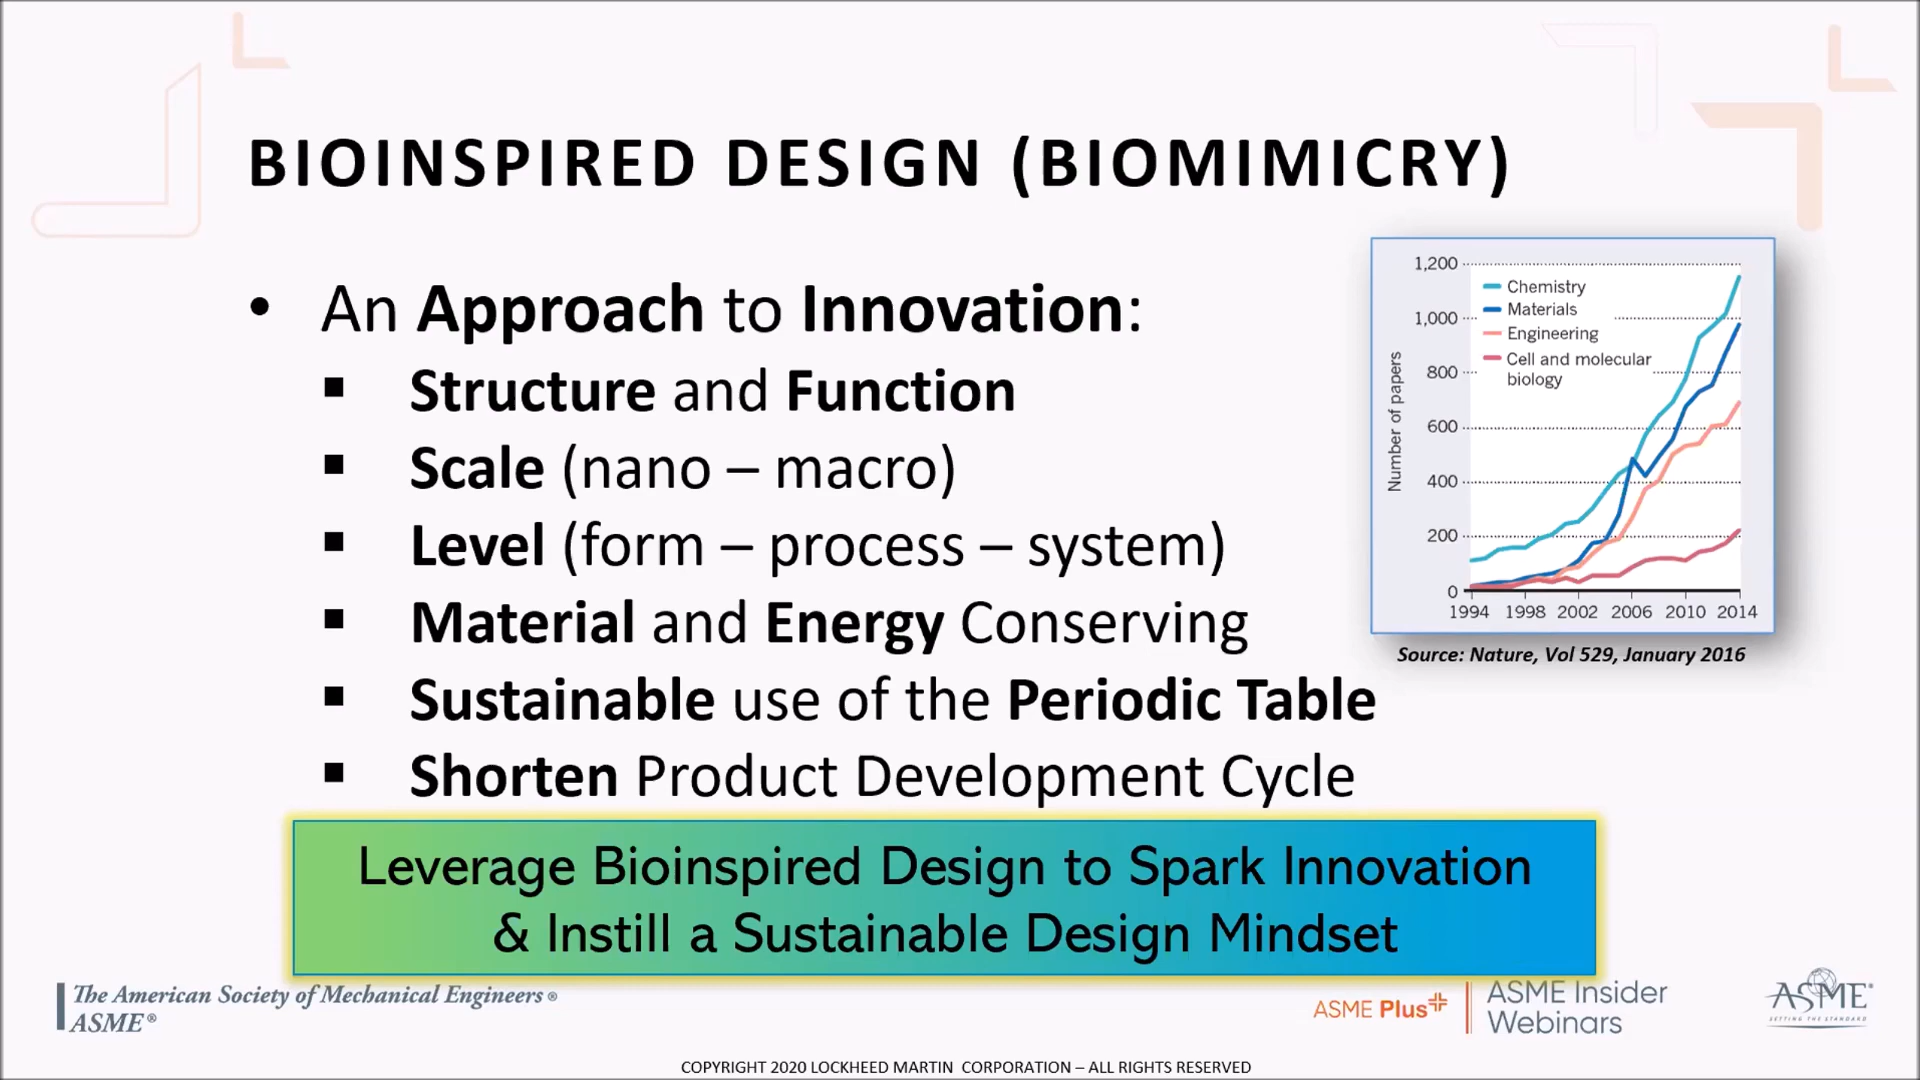 BIOINSPIRED DESIGN (BIOMIMICRY)
• An Approach to Innovation:
▪ Structure and Function
▪ Scale (nano – macro)
▪ Level (form – process – system)
▪ Material and Energy Conserving
▪ Sustainable use of the Periodic Table
▪ Shorten Product Development Cycle
1,200
1,000
800
600
400
200
0
Number of papers
Chemistry
Materials
Engineering
Cell and molecular
biology
1994 1998 2002 2006 2010 2014
Source: Nature, Vol 529, January 2016
Leverage Bioinspired Design to Spark Innovation
& Instill a Sustainable Design Mindset
The American Society of Mechanical Engineers®
ASME®
ASME Plus
ASME Insider
Webinars
ASME®
SETTING THE STANDARD
COPYRIGHT 2020 LOCKHEED MARTIN CORPORATION – ALL RIGHTS RESERVED